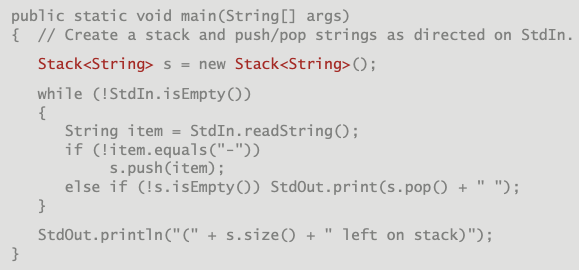 public static void main(String[] args)
{  // Create a stack and push/pop strings as directed on StdIn.
   Stack<String> s = new Stack<String>();
   while (!StdIn.isEmpty())
   {
      String item = StdIn.readString();
      if (!item.equals("-"))
           s.push(item);
      else if (!s.isEmpty()) StdOut.print(s.pop() + " ");
   }
   StdOut.println("(" + s.size() + " left on stack)");
}